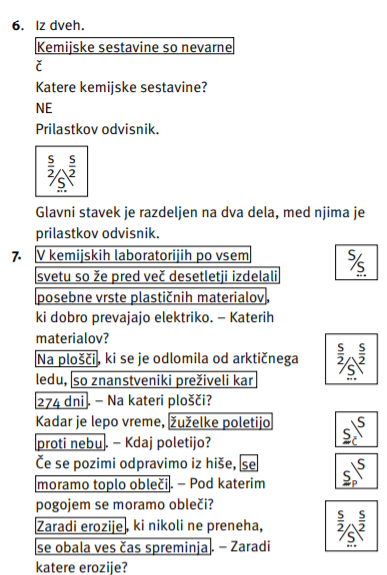 6. Iz dveh.
Kemijske sestavine so nevarne
č
Katere kemijske sestavine?
NE
Prilastkov odvisnik.
S S
2 2
S
...
Glavni stavek je razdeljen na dva dela, med njima je
prilastkov odvisnik.
7. V kemijskih laboratorijih po vsem
svetu so že pred več desetletji izdelali
posebne vrste plastičnih materialov,
ki dobro prevajajo elektriko. – Katerih
materialov?
S
S
...
Na plošči, ki se je odlomila od arktičnega
ledu, so znanstveniki preživeli kar
274 dni. – Na kateri plošči?
S S
2 2
S
...
Kadar je lepo vreme, žuželke poletijo
proti nebu. – Kdaj poletijo?
S
S Č
Če se pozimi odpravimo iz hiše, se
moramo toplo obleči. – Pod katerim
pogojem se moramo obleči?
S
S P
Zaradi erozije, ki nikoli ne preneha,
se obala ves čas spreminja. – Zaradi
katere erozije?
S S
2 2
S
...